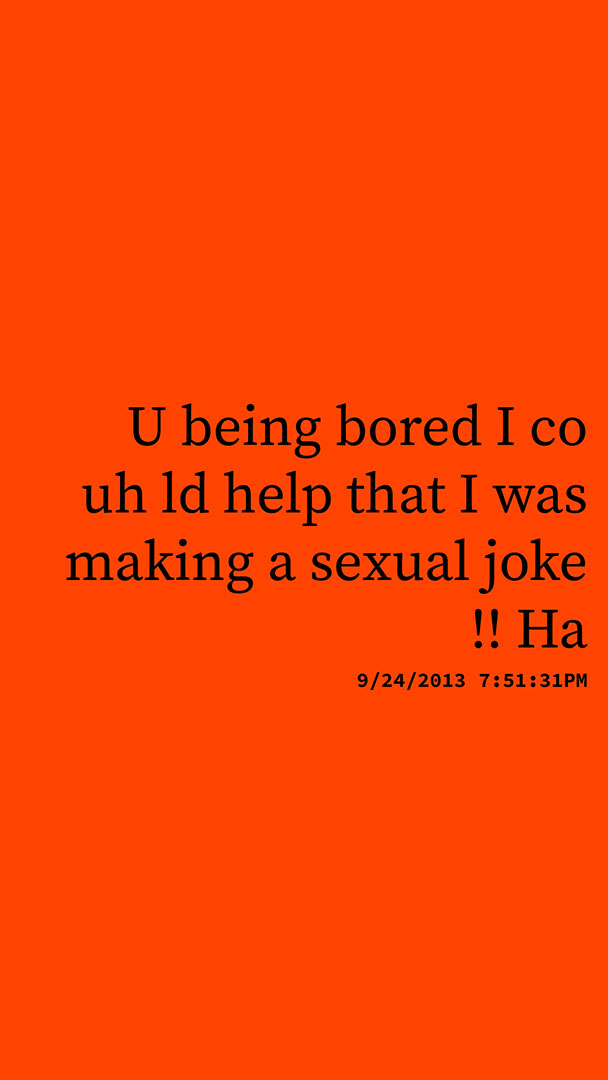 U being bored I co
uh ld help that I was
making a sexual joke
!! Ha
9/24/2013 7:51:31PM